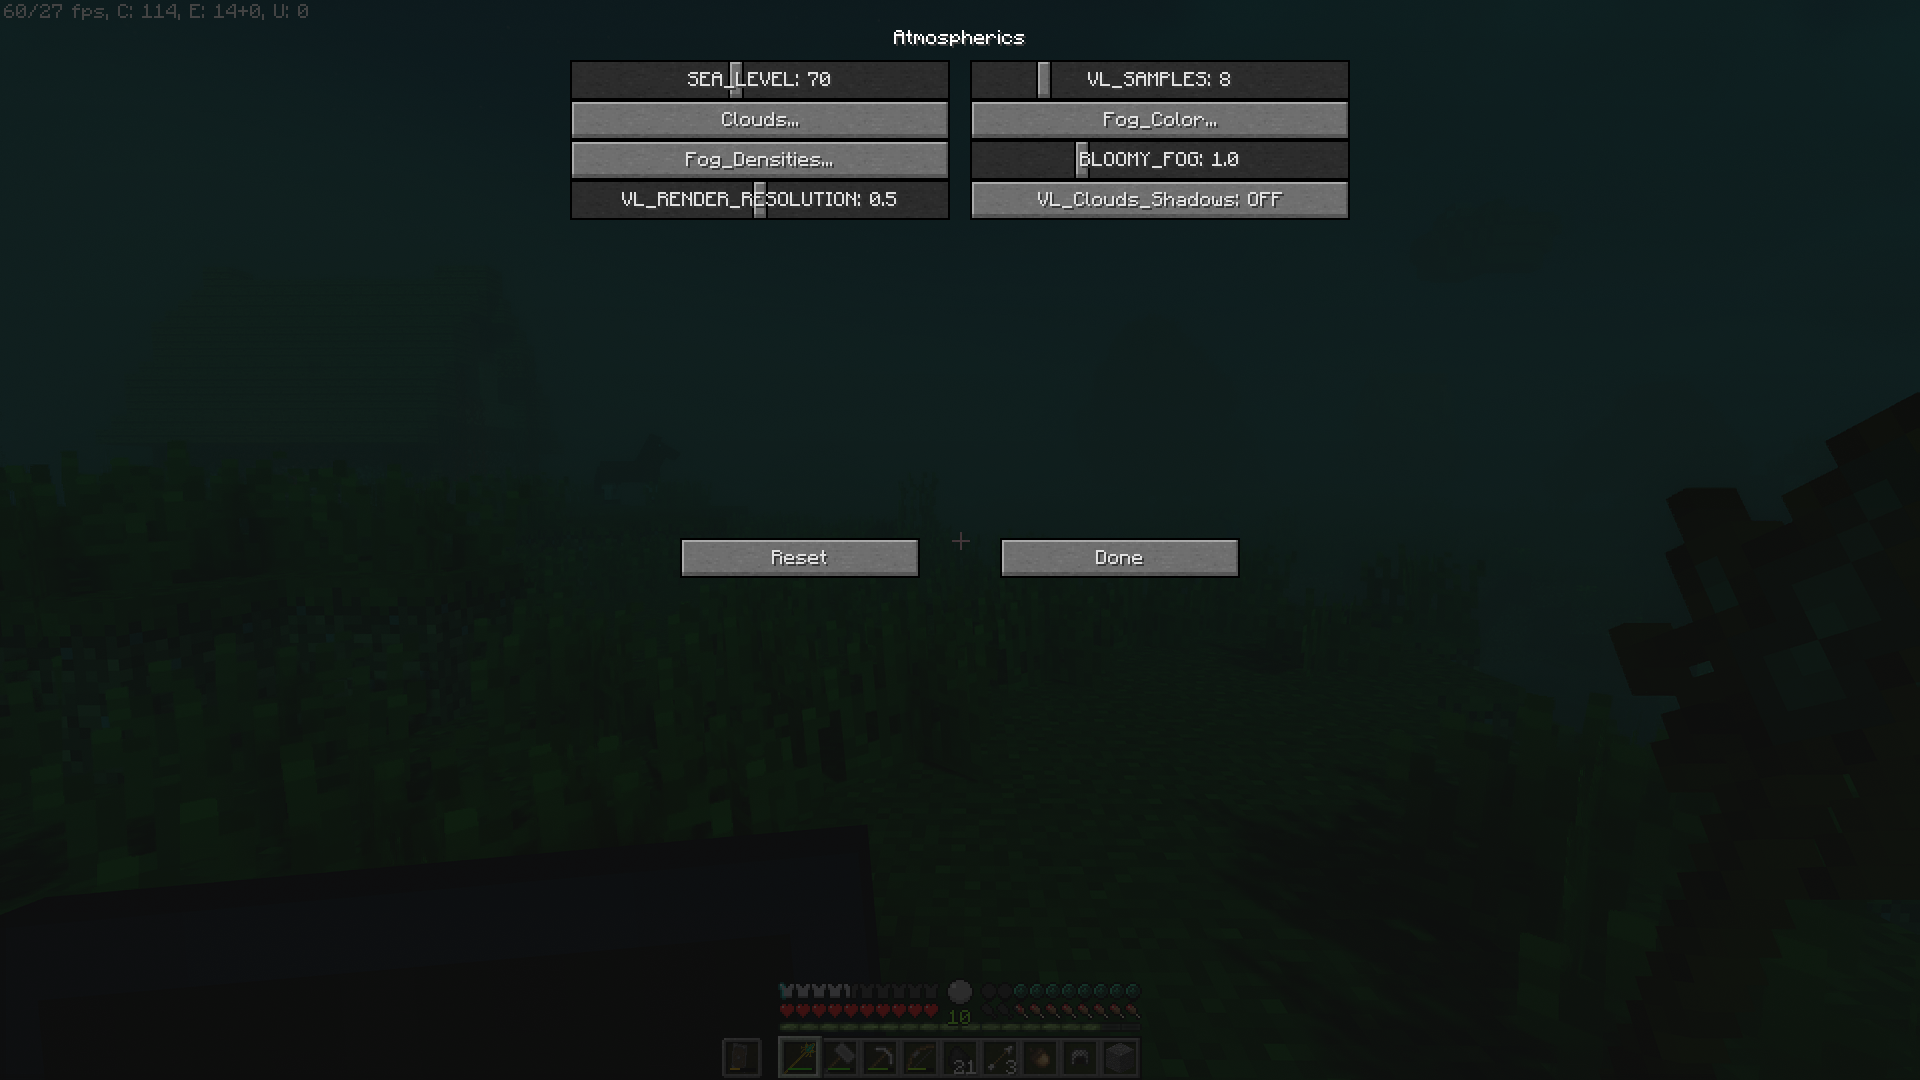 60/27 fps, C: 114, E: 14+0, U: 0
Atmospherics
SEA_LEVEL: 70
VL_SAMPLES: 8
Clouds...
Fog_Color...
Fog_Densities...
BLOOMY_FOG: 1.0
VL_RENDER_RESOLUTION: 0.5
VL_Clouds_Shadows: OFF
Reset
Done
10
21
3